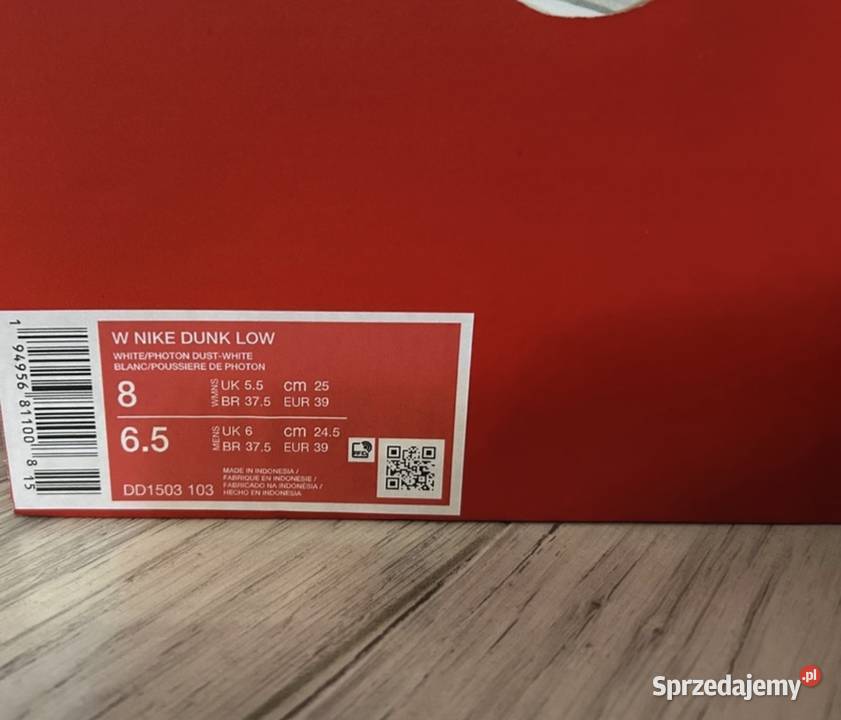 W NIKE DUNK LOW
WHITE/PHOTON DUST-WHITE
BLANC/POUSSIERE DE PHOTON
8 WMNS UK 5.5 cm 25
BR 37.5 EUR 39
6.5 MENS UK 6 cm 24.5
BR 37.5 EUR 39
MADE IN INDONESIA /
FABRIQUE EN INDONESIE /
FABRICADO NA INDONÉSIA /
HECHO EN INDONESIA
DD1503 103
1 94956 81100 8 15
Sprzedajemy.pl